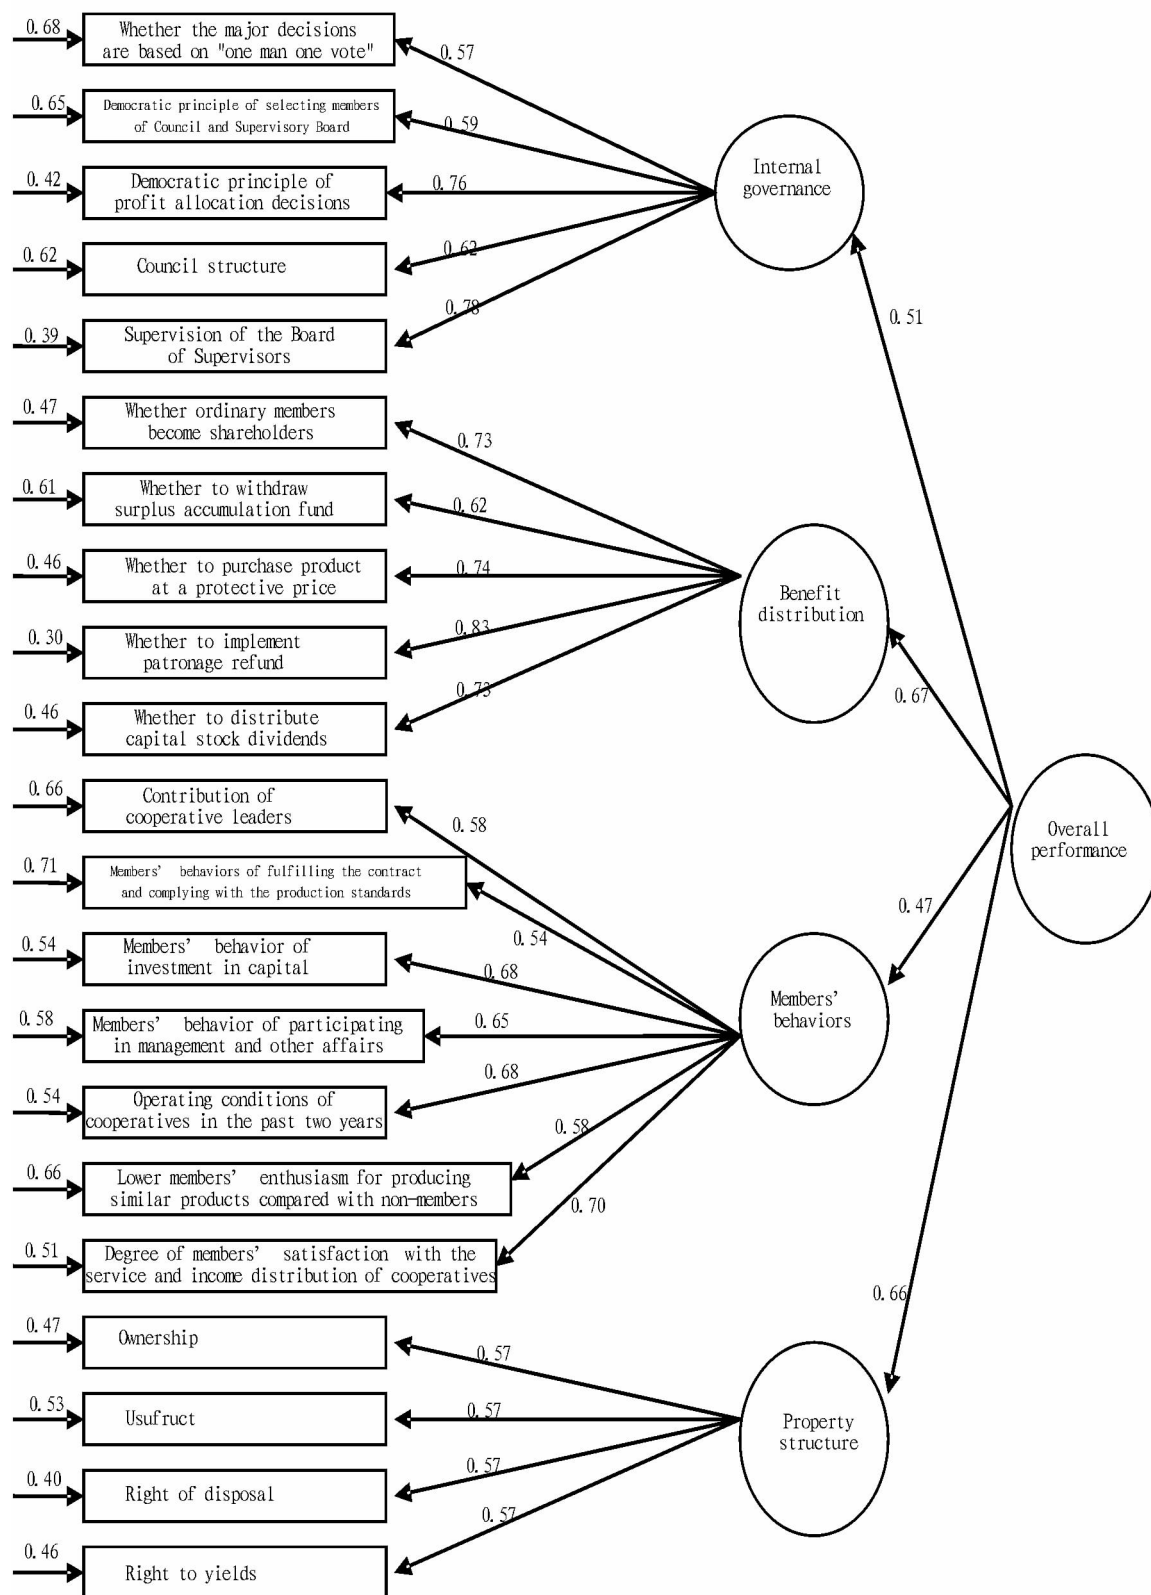 0.68
Whether the major decisions
are based on "one man one vote"
0.57
0.65
Democratic principle of selecting members
of Council and Supervisory Board
0.59
0.42
Democratic principle of
profit allocation decisions
0.76
Internal
governance
0.62
Council structure
0.62
0.39
Supervision of the Board
of Supervisors
0.78
0.51
0.47
Whether ordinary members
become shareholders
0.73
0.61
Whether to withdraw
surplus accumulation fund
0.62
0.46
Whether to purchase product
at a protective price
0.74
Benefit
distribution
0.30
Whether to implement
patronage refund
0.83
0.67
0.46
Whether to distribute
capital stock dividends
0.73
0.66
Contribution of
cooperative leaders
0.58
Overall
performance
0.71
Members' behaviors of fulfilling the contract
and complying with the production standards
0.54
0.47
0.54
Members' behavior of
investment in capital
0.68
0.58
Members' behavior of participating
in management and other affairs
0.65
Members'
behaviors
0.54
Operating conditions of
cooperatives in the past two years
0.68
0.66
Lower members' enthusiasm for producing
similar products compared with non-members
0.58
0.51
Degree of members' satisfaction with the
service and income distribution of cooperatives
0.70
0.47
Ownership
0.57
0.66
0.53
Usufruct
0.57
Property
structure
0.40
Right of disposal
0.57
0.46
Right to yields
0.57